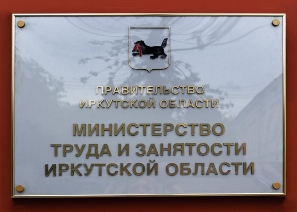 ПРАВИТЕЛЬСТВО
ИРКУТСКОЙ ОБЛАСТИ
МИНИСТЕРСТВО
ТРУДА И ЗАНЯТОСТИ
ИРКУТСКОЙ ОБЛАСТИ